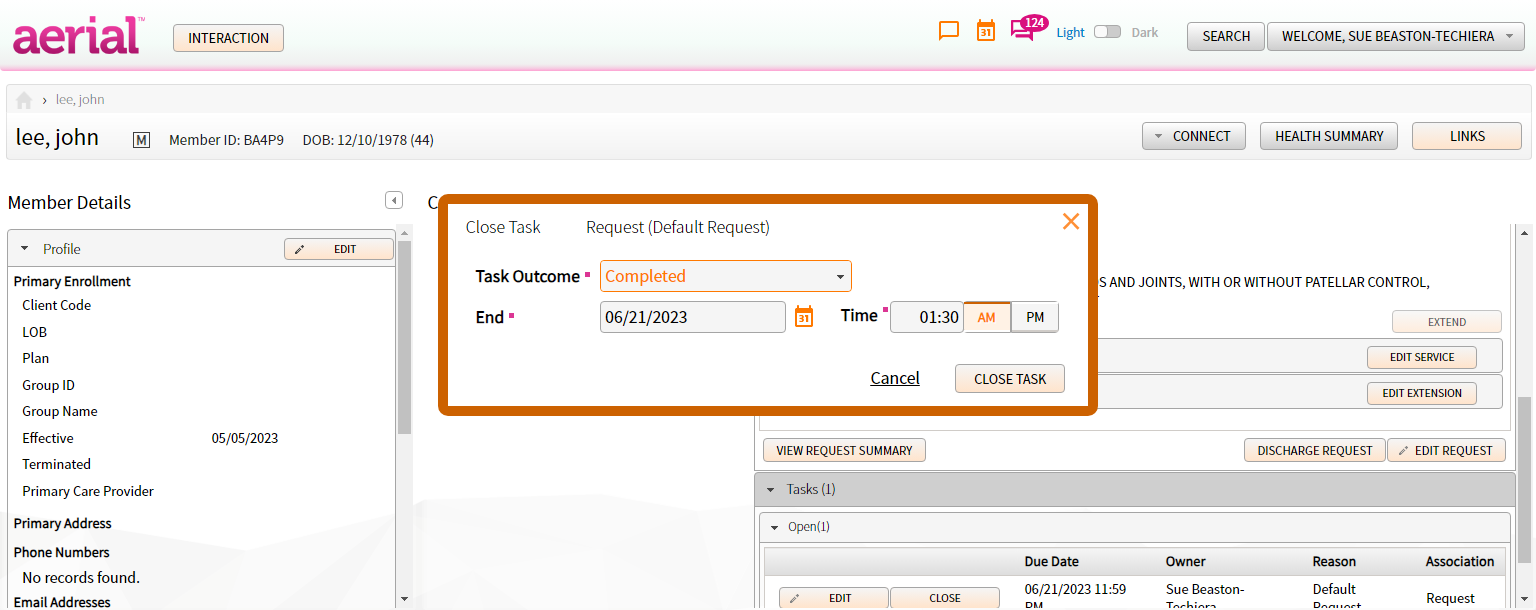 aerial™
INTERACTION
31
124
Light
Dark
SEARCH
WELCOME, SUE BEASTON-TECHIERA
› lee, john
lee, john
M
Member ID: BA4P9
DOB: 12/10/1978 (44)
CONNECT
HEALTH SUMMARY
LINKS
Member Details
C
Profile
EDIT
Primary Enrollment
Client Code
LOB
Plan
Group ID
Group Name
Effective 05/05/2023
Terminated
Primary Care Provider
Primary Address
Phone Numbers
No records found.
Email Addresses
Close Task
Request (Default Request)
Task Outcome
Completed
End
06/21/2023
31
Time
01:30
AM
PM
Cancel
CLOSE TASK
S AND JOINTS, WITH OR WITHOUT PATELLAR CONTROL,
EXTEND
EDIT SERVICE
EDIT EXTENSION
VIEW REQUEST SUMMARY
DISCHARGE REQUEST
EDIT REQUEST
Tasks (1)
Open(1)
Due Date Owner Reason Association
EDIT
CLOSE
06/21/2023 11:59
PM
Sue Beaston-
Techiera
Default
Request
Request